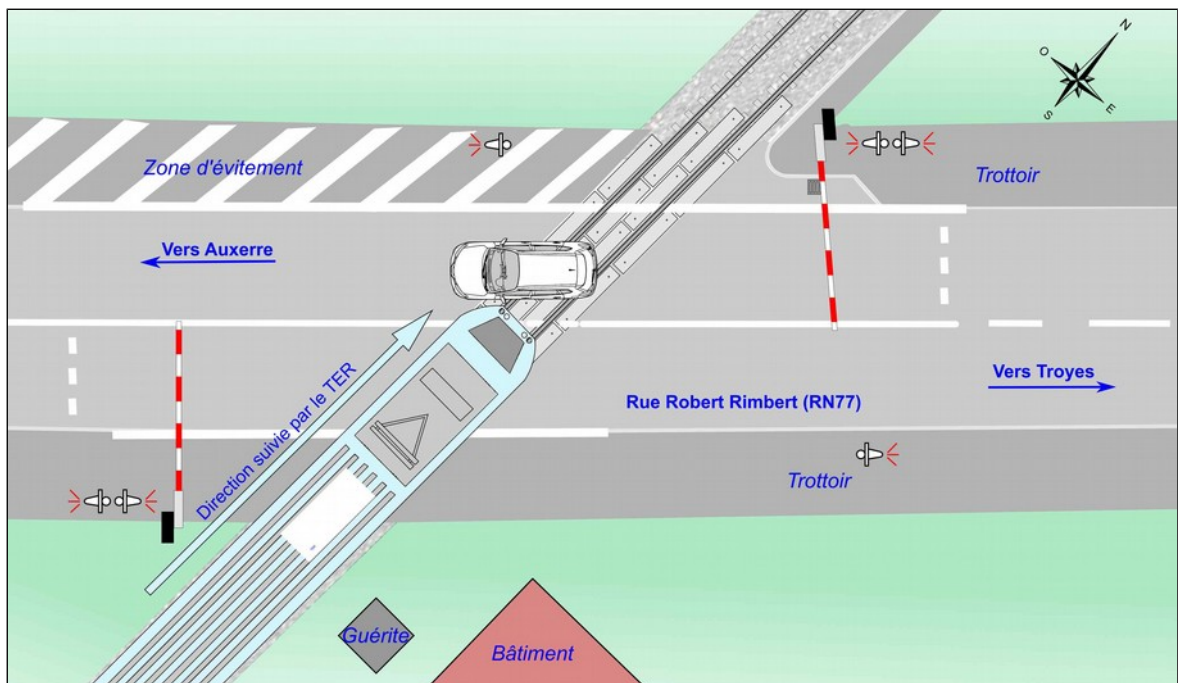 N
O
E
S
Zone d'évitement
Trottoir
Vers Auxerre
Direction suivie par le TER
Vers Troyes
Rue Robert Rimbert (RN77)
Trottoir
Guérite
Bâtiment